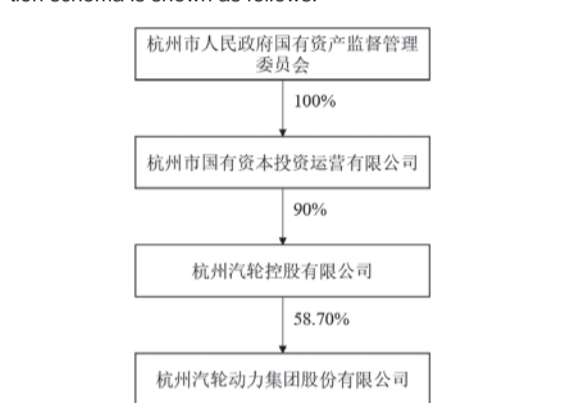 tion schema is shown as follows:
杭州市人民政府国有资产监督管理
委员会
100%
杭州市国有资本投资运营有限公司
90%
杭州汽轮控股有限公司
58.70%
杭州汽轮动力集团股份有限公司